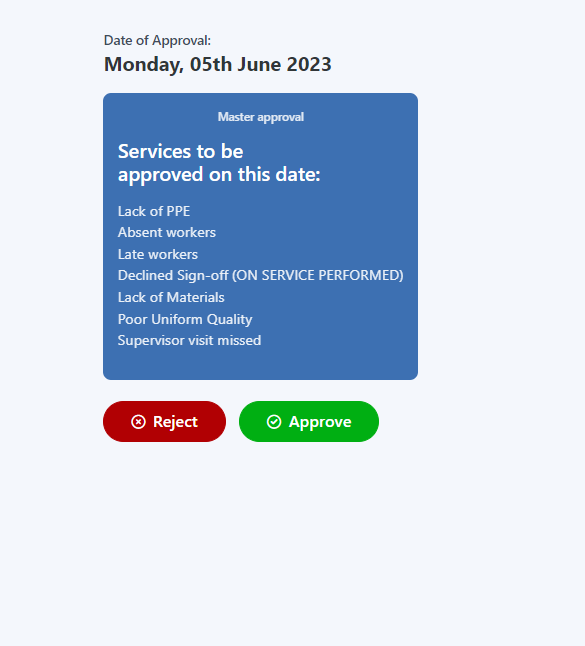 Date of Approval:
Monday, 05th June 2023
Master approval
Services to be
approved on this date:
Lack of PPE
Absent workers
Late workers
Declined Sign-off (ON SERVICE PERFORMED)
Lack of Materials
Poor Uniform Quality
Supervisor visit missed
Reject
Approve